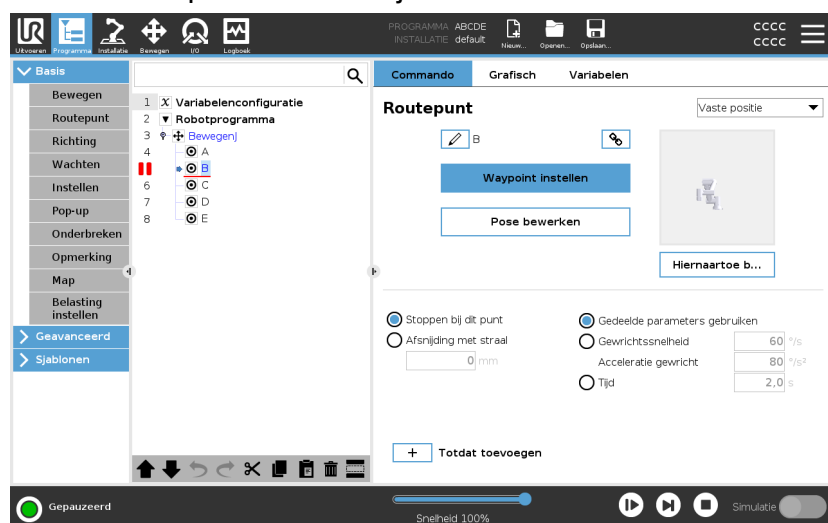 UR
Uitvoeren Programma Installatie Bewegen I/O Logboek
PROGRAMMA ABCDE
INSTALLATIE default
Nieuw... Openen... Opslaan...
cccc
cccc
Basis
Bewegen
Routepunt
Richting
Wachten
Instellen
Pop-up
Onderbreken
Opmerking
Map
Belasting
instellen
Geavanceerd
Sjablonen
1 X Variabelenconfiguratie
2 Robotprogramma
3 BewegenJ
4 A
B
6 C
7 D
8 E
Commando Grafisch Variabelen
Routepunt
Vaste positie
B
Waypoint instellen
Pose bewerken
Hiernaartoe b...
Stoppen bij dit punt
Afsnijding met straal
0 mm
Gedeelde parameters gebruiken
Gewrichtssnelheid 60 °/s
Acceleratie gewricht 80 °/s²
Tijd 2,0 s
+ Totdat toevoegen
Gepauzeerd
Snelheid 100%
Simulatie